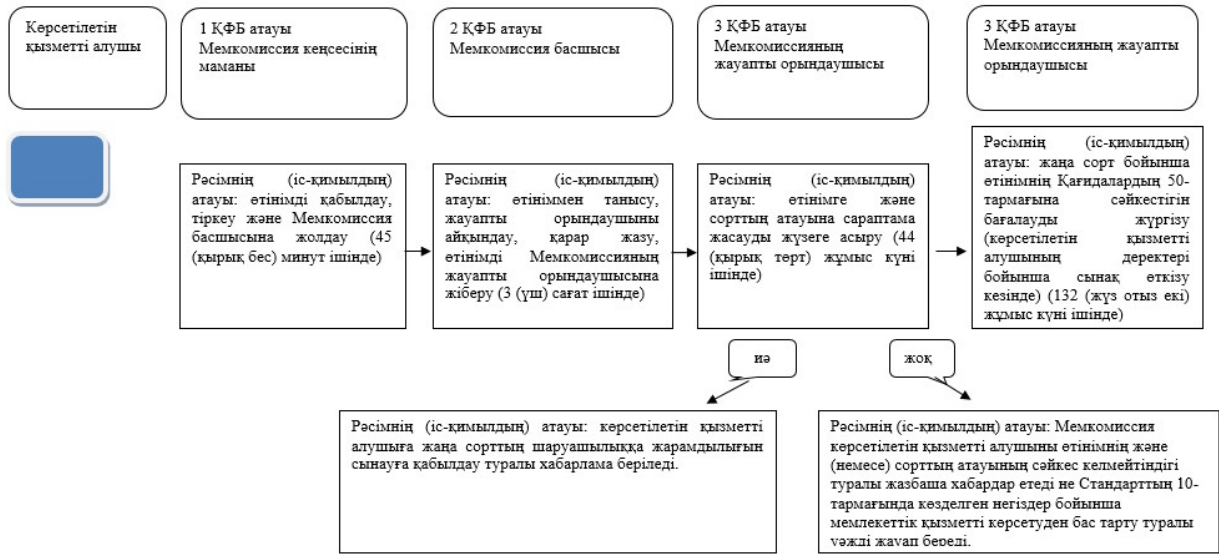 Көрсетілетін
қызметті алушы
1 ҚФБ атауы
Мемкомиссия кеңсесінің
маманы
2 ҚФБ атауы
Мемкомиссия басшысы
3 ҚФБ атауы
Мемкомиссияның
жауапты орындаушысы
3 ҚФБ атауы
Мемкомиссияның жауапты
орындаушысы
Рәсімнің (іс-қимылдың)
атауы: өтінімді қабылдау,
тіркеу және Мемкомиссия
басшысына жолдау (45
(қырық бес) минут ішінде)
Рәсімнің (іс-қимылдың)
атауы: өтініммен танысу,
жауапты орындаушыны
айқындау, қарар жазу,
өтінімді Мемкомиссияның
жауапты орындаушысына
жіберу (3 (үш) сағат ішінде)
Рәсімнің (іс-қимылдың)
атауы: өтінімге және
сорттың атауына сараптама
жасауды жүзеге асыру (44
(қырық төрт) жұмыс күні
ішінде)
Рәсімнің (іс-қимылдың)
атауы: жаңа сорт бойынша
өтінімнің Қағидалардың 50-
тармағына сәйкестігін
бағалауды жүргізу
(көрсетілетін қызметті
алушының деректері
бойынша сынақ өткізу
кезінде) (132 (жүз отыз екі)
жұмыс күні ішінде)
иә
жоқ
Рәсімнің (іс-қимылдың) атауы: көрсетілетін қызметті
алушыға жаңа сорттың шаруашылыққа жарамдылығын
сынауға қабылдау туралы хабарлама беріледі.
Рәсімнің (іс-қимылдың) атауы: Мемкомиссия
көрсетілетін қызметті алушыны өтінімнің және
(немесе) сорттың атауының сәйкес келмейтіндігі
туралы жазбаша хабардар етеді не Стандарттың 10-
тармағында көзделген негіздер бойынша
мемлекеттік қызметті көрсетуден бас тарту туралы
уәжді жауап береді.